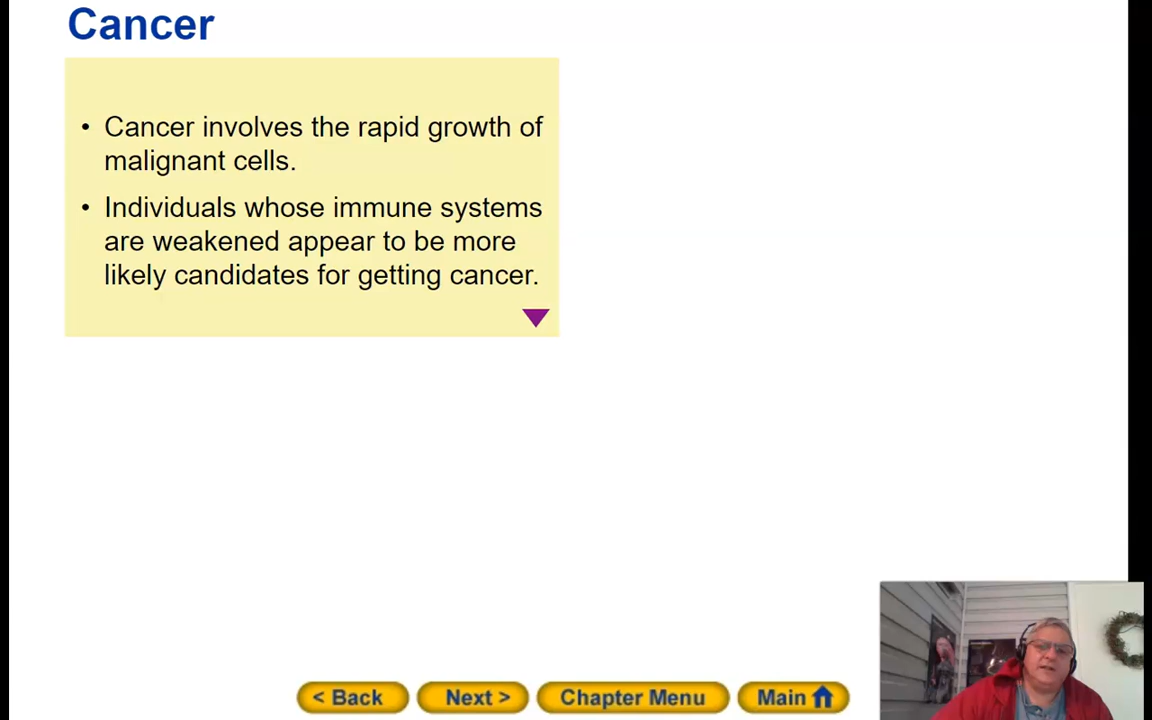 Cancer
• Cancer involves the rapid growth of
malignant cells.
• Individuals whose immune systems
are weakened appear to be more
likely candidates for getting cancer.
< Back
Next >
Chapter Menu
Main